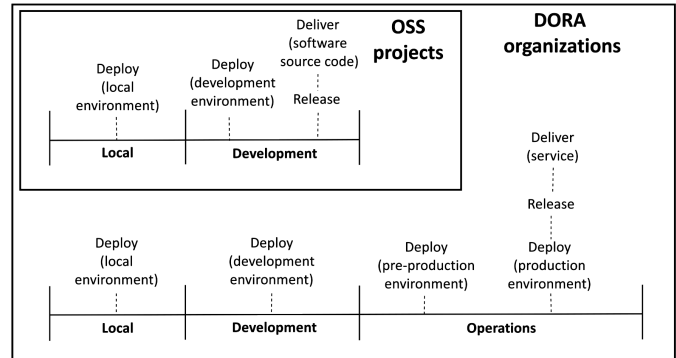 OSS
projects
DORA
organizations
Deploy
(local
environment)
Deploy
(development
environment)
Deliver
(software
source code)
Release
Local
Development
Deliver
(service)
Release
Deploy
(local
environment)
Deploy
(development
environment)
Deploy
(pre-production
environment)
Deploy
(production
environment)
Local
Development
Operations